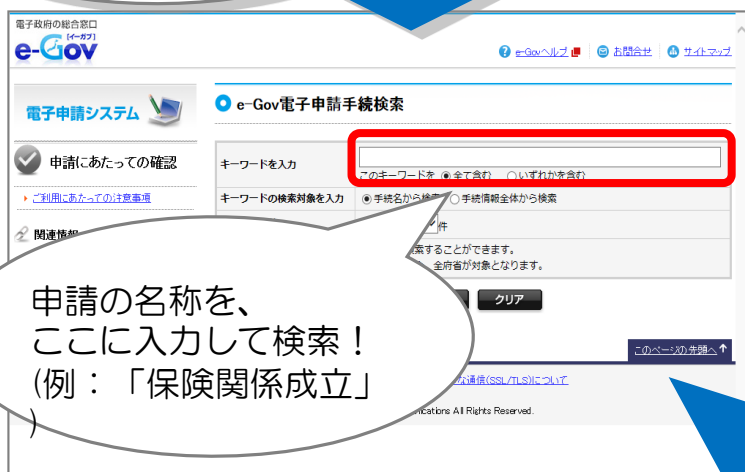 電子政府の総合窓口
[イーガブ]
e-Gov
e-Govヘルプ
お問合せ
サイトマップ
電子申請システム
e-Gov電子申請手続検索
申請にあたっての確認
ご利用にあたっての注意事項
関連情報
キーワードを入力
このキーワードを ◉全て含む ○いずれかを含む
キーワードの検索対象を入力
◉手続名から検索 ○手続情報全体から検索
件
索することができます。
全府省が対象となります。
クリア
申請の名称を、
ここに入力して検索！
(例：「保険関係成立」
)
このページの先頭へ↑
な通信(SSL/TLS)について
ications All Rights Reserved.